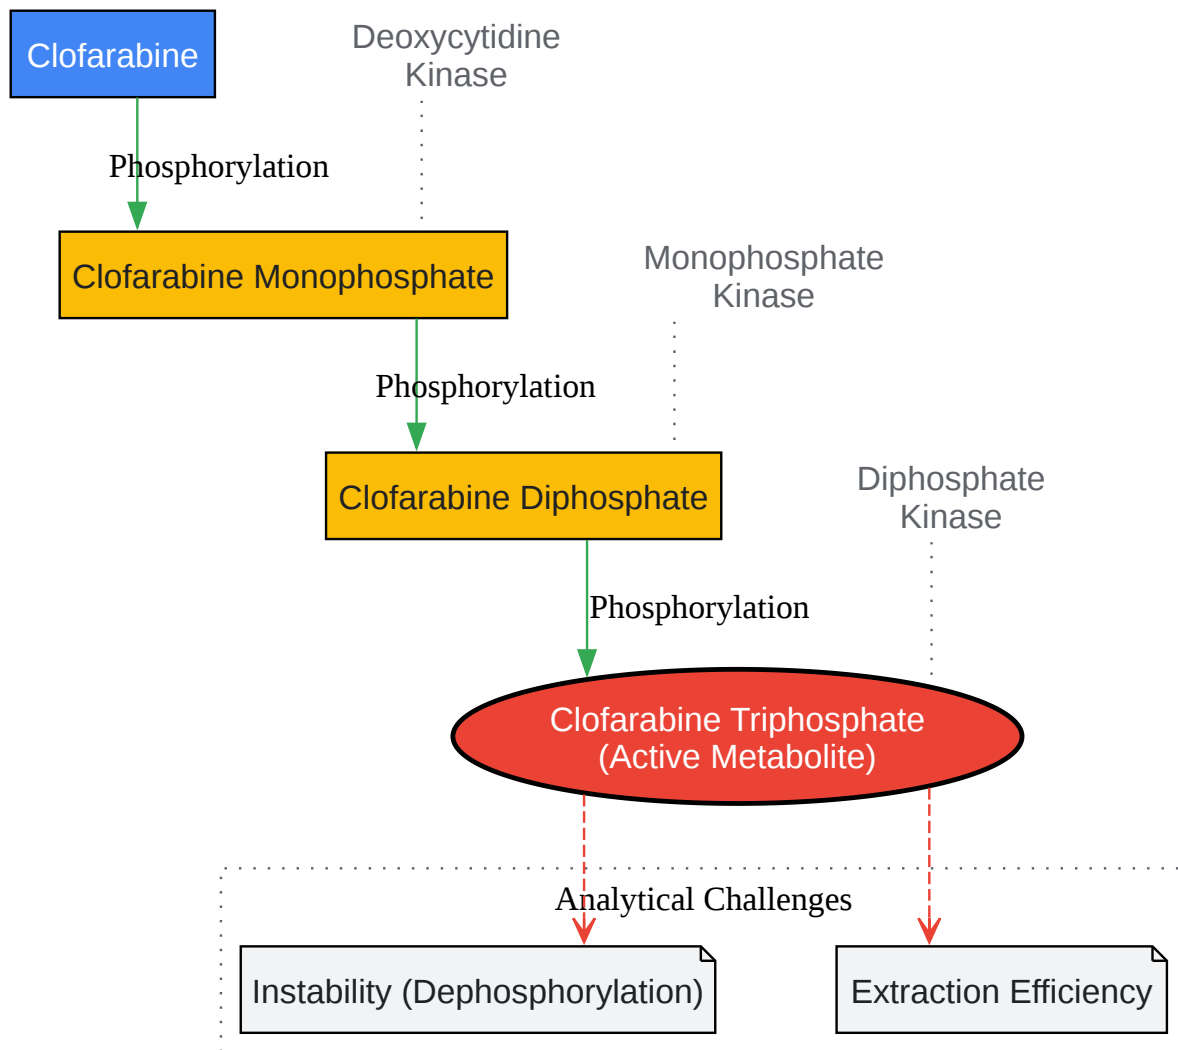 Clofarabine
Deoxycytidine
Kinase
Phosphorylation
Clofarabine Monophosphate
Monophosphate
Kinase
Phosphorylation
Clofarabine Diphosphate
Diphosphate
Kinase
Phosphorylation
Clofarabine Triphosphate
(Active Metabolite)
Analytical Challenges
Instability (Dephosphorylation)
Extraction Efficiency